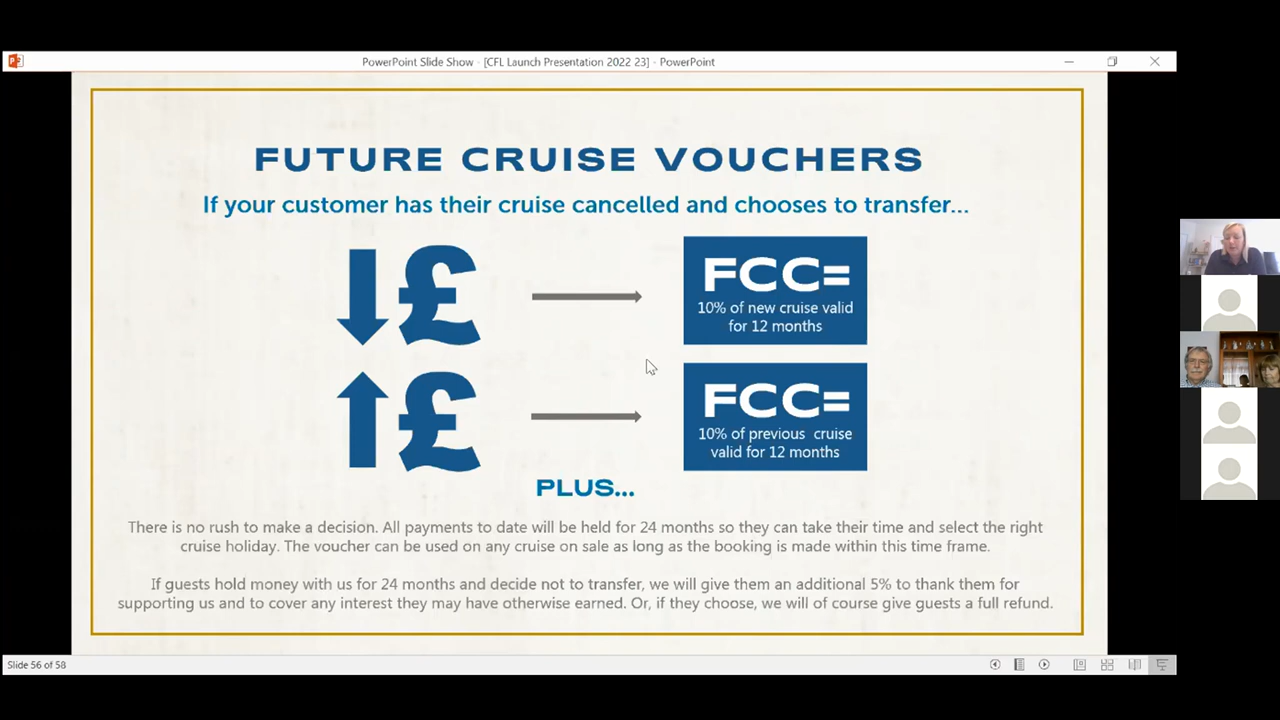 PowerPoint Slide Show - [CFL Launch Presentation 2022 23] - PowerPoint
FUTURE CRUISE VOUCHERS
If your customer has their cruise cancelled and chooses to transfer...
£
FCC=
10% of new cruise valid
for 12 months
£
FCC=
10% of previous cruise
valid for 12 months
PLUS...
There is no rush to make a decision. All payments to date will be held for 24 months so they can take their time and select the right
cruise holiday. The voucher can be used on any cruise on sale as long as the booking is made within this time frame.
If guests hold money with us for 24 months and decide not to transfer, we will give them an additional 5% to thank them for
supporting us and to cover any interest they may have otherwise earned. Or, if they choose, we will of course give guests a full refund.
Slide 56 of 58